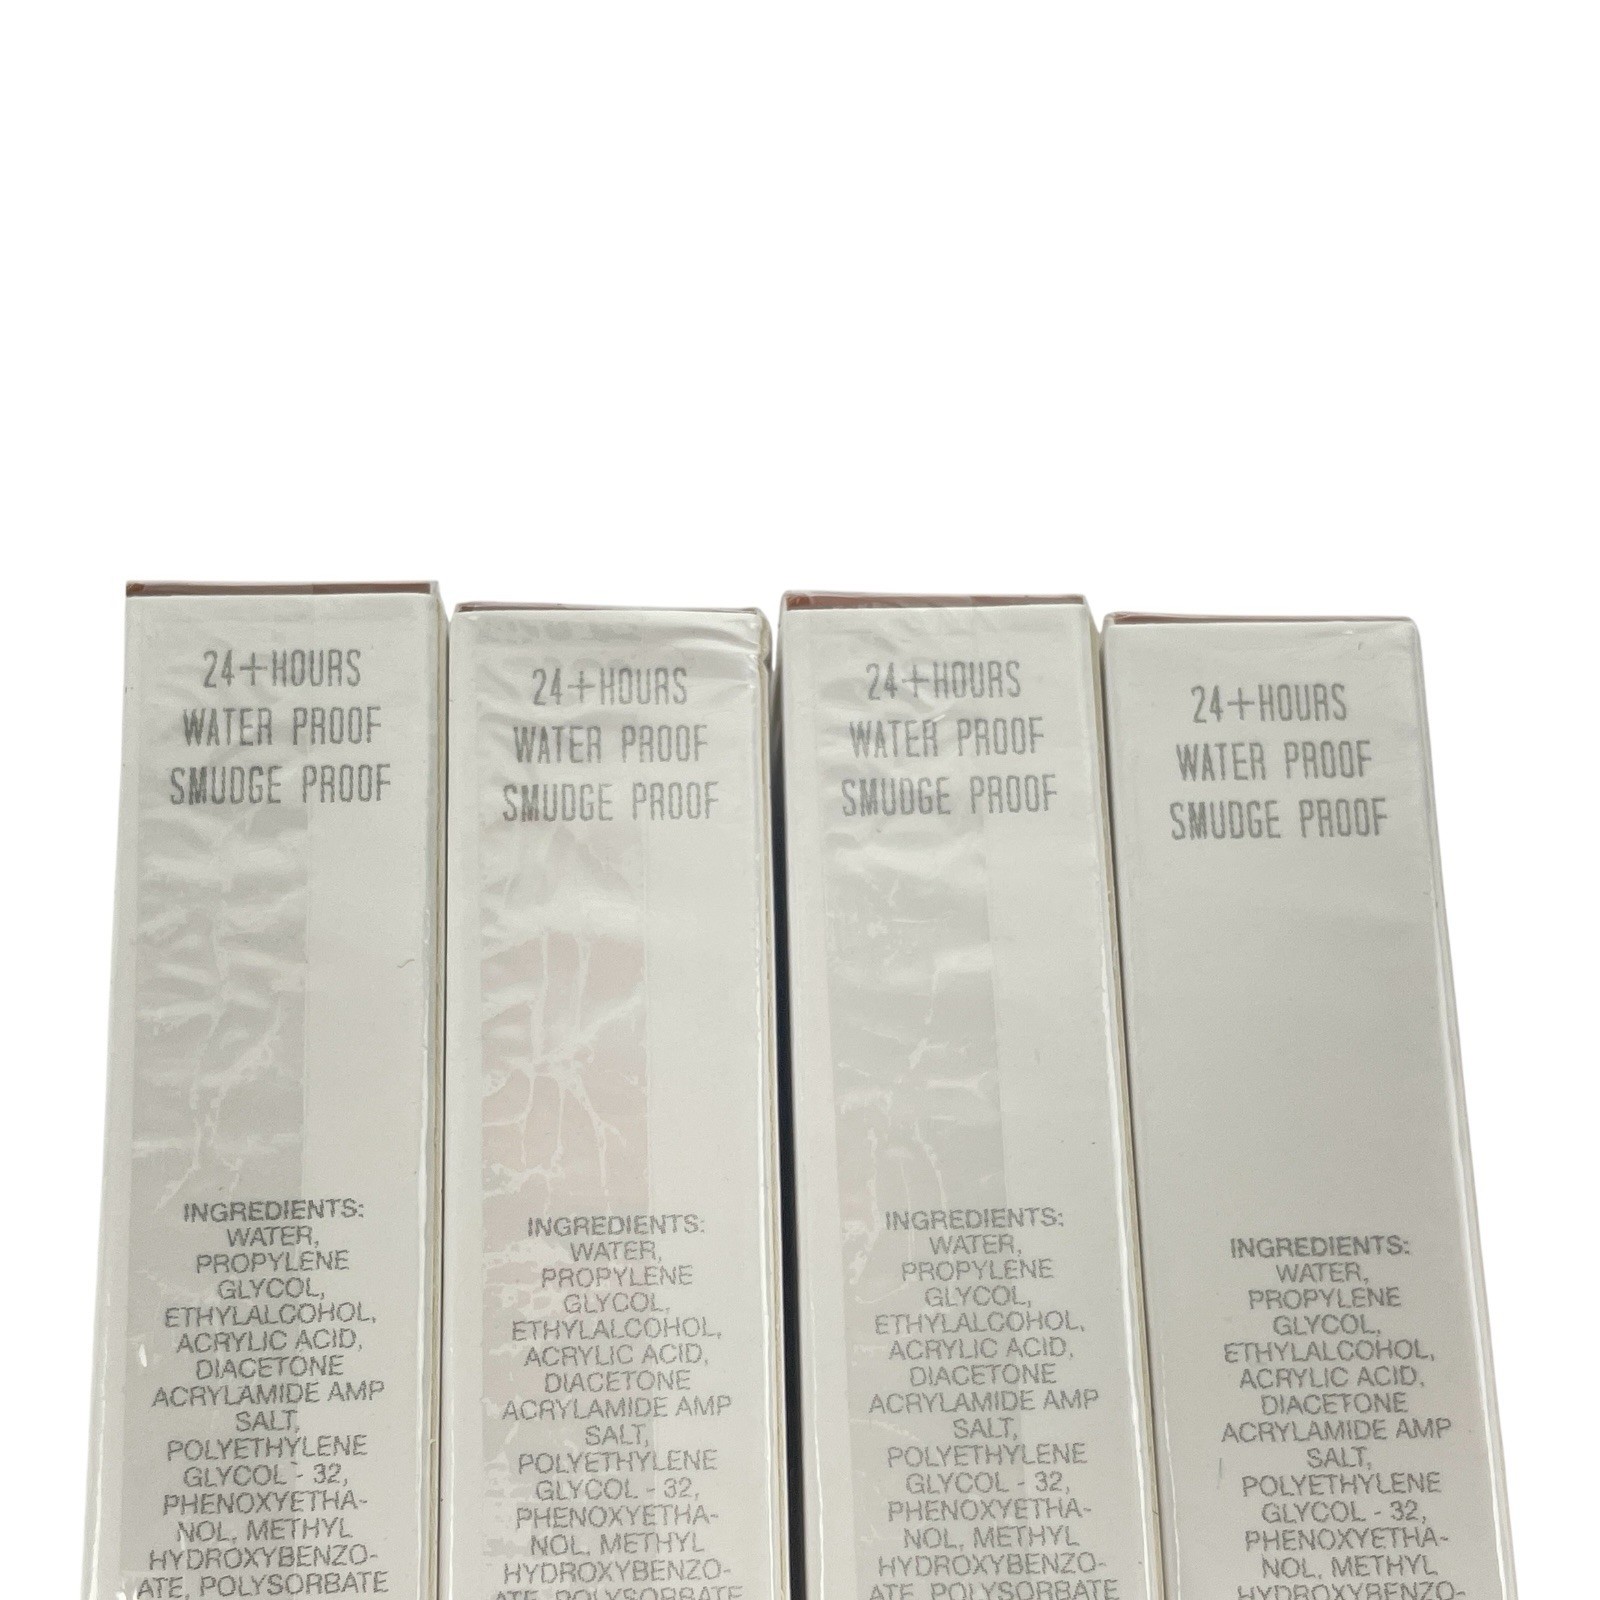 24+HOURS
WATER PROOF
SMUDGE PROOF
INGREDIENTS:
WATER,
PROPYLENE
GLYCOL,
ETHYLALCOHOL,
ACRYLIC ACID,
DIACETONE
ACRYLAMIDE AMP
SALT,
POLYETHYLENE
GLYCOL - 32,
PHENOXYETHA-
NOL, METHYL
HYDROXYBENZO-
ATE, POLYSORBATE
24+HOURS
WATER PROOF
SMUDGE PROOF
INGREDIENTS:
WATER,
PROPYLENE
GLYCOL,
ETHYLALCOHOL,
ACRYLIC ACID,
DIACETONE
ACRYLAMIDE AMP
SALT,
POLYETHYLENE
GLYCOL - 32,
PHENOXYETHA-
NOL, METHYL
HYDROXYBENZO-
ATE, POLYSORBATE
24+HOURS
WATER PROOF
SMUDGE PROOF
INGREDIENTS:
WATER,
PROPYLENE
GLYCOL,
ETHYLALCOHOL,
ACRYLIC ACID,
DIACETONE
ACRYLAMIDE AMP
SALT,
POLYETHYLENE
GLYCOL - 32,
PHENOXYETHA-
NOL, METHYL
HYDROXYBENZO-
ATE, POLYSORBATE
24+HOURS
WATER PROOF
SMUDGE PROOF
INGREDIENTS:
WATER,
PROPYLENE
GLYCOL,
ETHYLALCOHOL,
ACRYLIC ACID,
DIACETONE
ACRYLAMIDE AMP
SALT,
POLYETHYLENE
GLYCOL - 32,
PHENOXYETHA-
NOL, METHYL
HYDROXYBENZO-